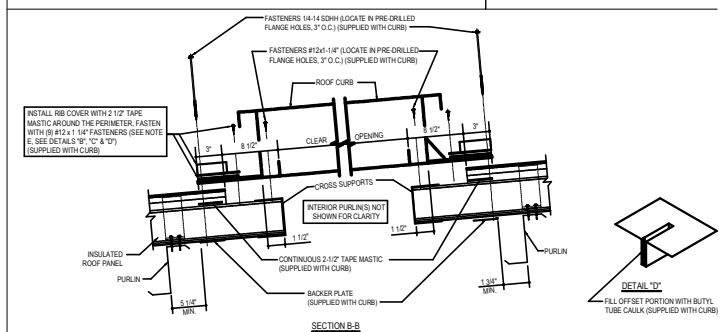 FASTENERS 1/4-14 SDHH (LOCATE IN PRE-DRILLED
FLANGE HOLES, 3" O.C.) (SUPPLIED WITH CURB)
FASTENERS #12x1-1/4" (LOCATE IN PRE-DRILLED
FLANGE HOLES, 3" O.C.) (SUPPLIED WITH CURB)
ROOF CURB
INSTALL RIB COVER WITH 2 1/2" TAPE
MASTIC AROUND THE PERIMETER, FASTEN
WITH (9) #12 x 1 1/4" FASTENERS (SEE NOTE
E, SEE DETAILS "B", "C" & "D")
(SUPPLIED WITH CURB)
3"
8 1/2"
CLEAR
OPENING
8 1/2"
3"
CROSS SUPPORTS
INTERIOR PURLIN(S) NOT
SHOWN FOR CLARITY
1 1/2"
1 1/2"
INSULATED
ROOF PANEL
PURLIN
CONTINUOUS 2-1/2" TAPE MASTIC
(SUPPLIED WITH CURB)
PURLIN
5 1/4"
MIN.
BACKER PLATE
(SUPPLIED WITH CURB)
1 3/4"
MIN.
SECTION B-B
DETAIL "D"
FILL OFFSET PORTION WITH BUTYL
TUBE CAULK (SUPPLIED WITH CURB)